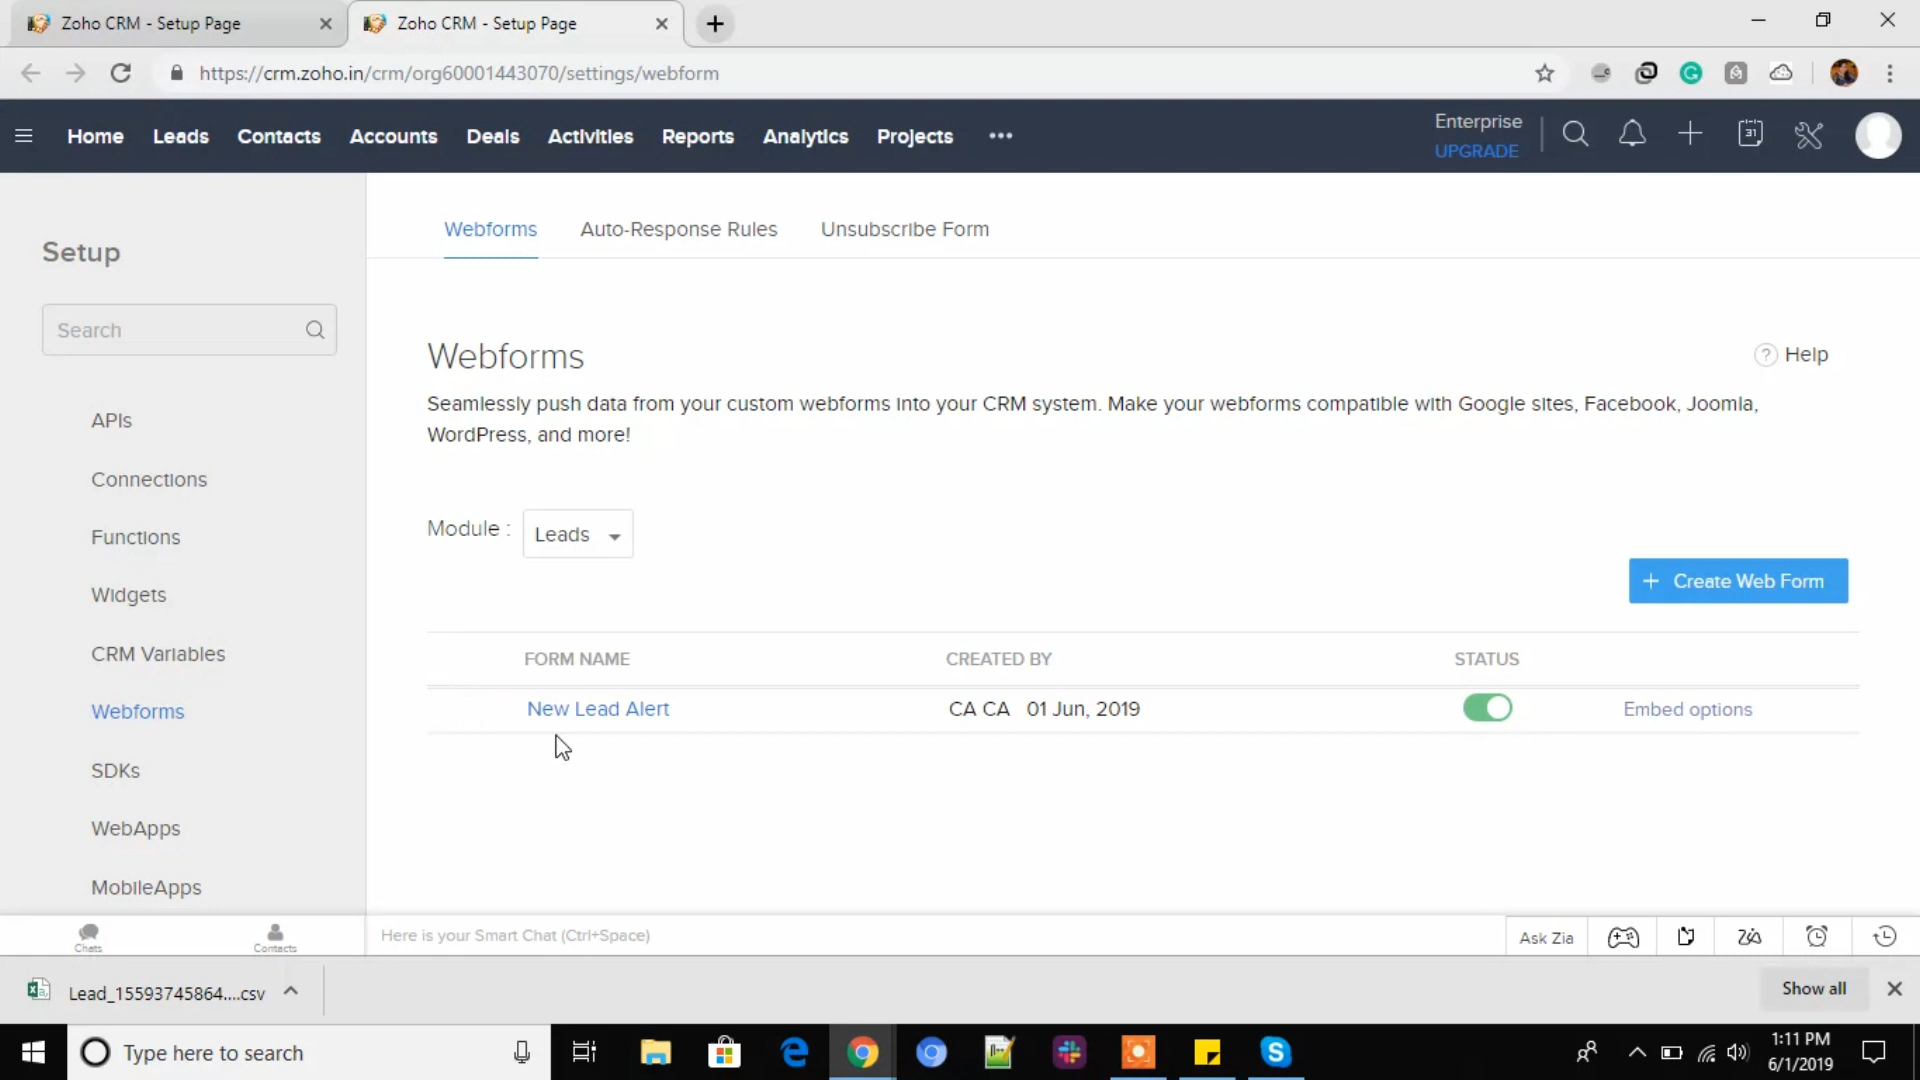 Zoho CRM - Setup Page
Zoho CRM - Setup Page
https://crm.zoho.in/crm/org60001443070/settings/webform
Home Leads Contacts Accounts Deals Activities Reports Analytics Projects
Enterprise
UPGRADE
31
Setup
Search
APIs
Connections
Functions
Widgets
CRM Variables
Webforms
SDKs
WebApps
MobileApps
Webforms Auto-Response Rules Unsubscribe Form
Webforms
? Help
Seamlessly push data from your custom webforms into your CRM system. Make your webforms compatible with Google sites, Facebook, Joomla,
WordPress, and more!
Module : Leads
+ Create Web Form
FORM NAME CREATED BY STATUS
New Lead Alert CA CA 01 Jun, 2019 Embed options
Chats
Contacts
Here is your Smart Chat (Ctrl+Space)
Ask Zia
Lead_15593745864....csv
Show all
Type here to search
1:11 PM
6/1/2019